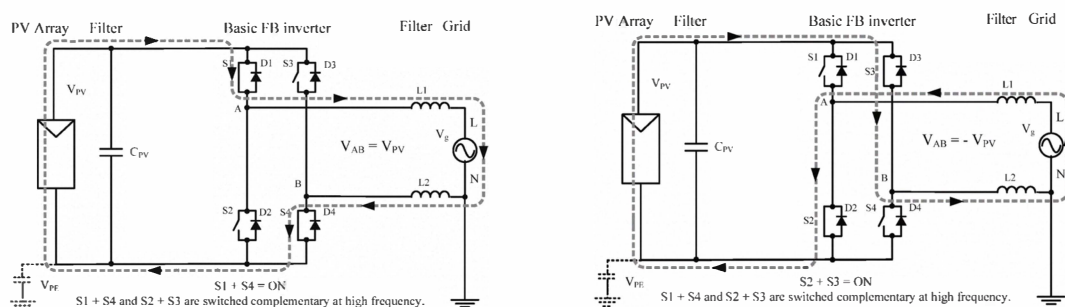 PV Array Filter Basic FB inverter Filter Grid
S1 D1 S3 D3
V_PV
A L1
L
C_PV V_AB = V_PV V_g
B N
L2
S2 D2 S4 D4
V_PE
S1 + S4 = ON
S1 + S4 and S2 + S3 are switched complementary at high frequency.
PV Array Filter Basic FB inverter Filter Grid
S1 D1 S3 D3
V_PV
A L1
L
C_PV V_AB = - V_PV V_g
B N
L2
S2 D2 S4 D4
V_PE
S2 + S3 = ON
S1 + S4 and S2 + S3 are switched complementary at high frequency.